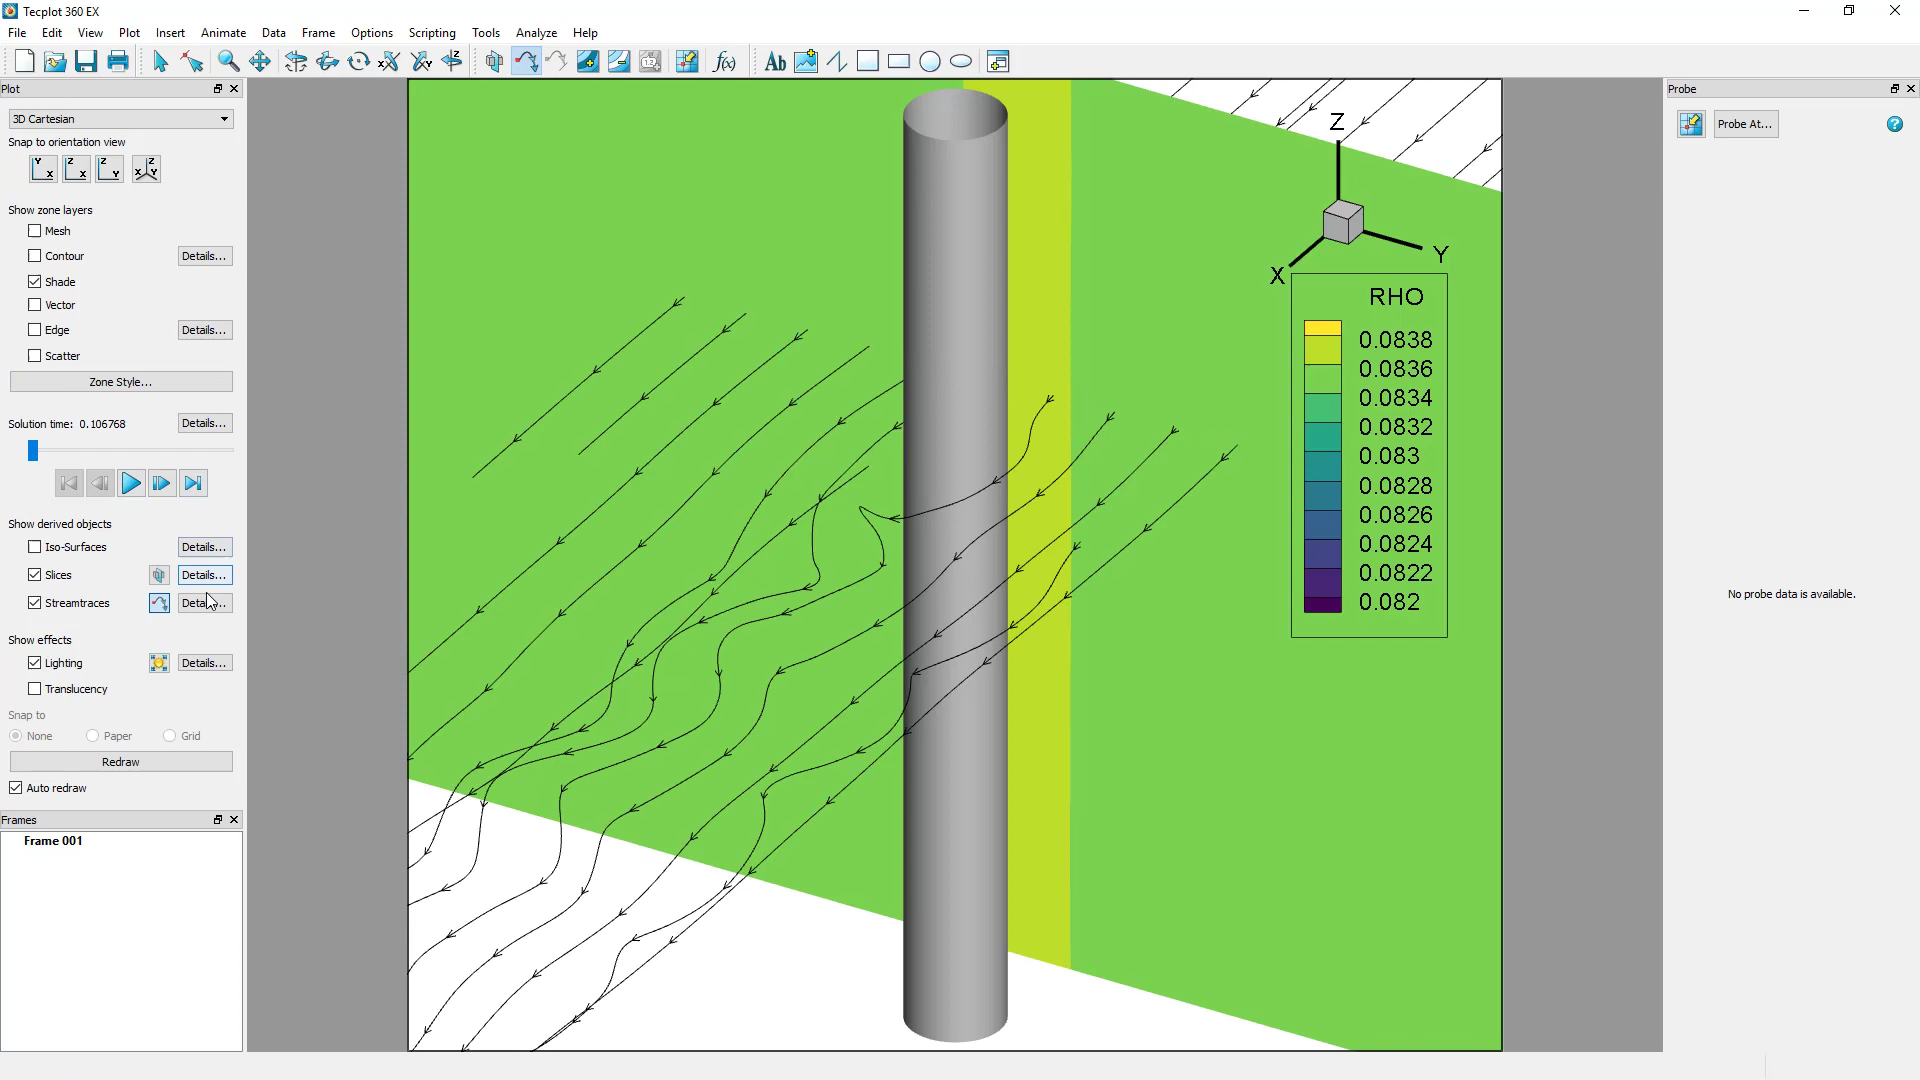 Tecplot 360 EX
File Edit View Plot Insert Animate Data Frame Options Scripting Tools Analyze Help
Ab f(x)
Plot
3D Cartesian
Snap to orientation view
Y X Z X Z Y X Z Y
Show zone layers
Mesh
Contour Details...
Shade
Vector
Edge Details...
Scatter
Zone Style...
Solution time: 0.106768 Details...
Show derived objects
Iso-Surfaces Details...
Slices Details...
Streamtraces
Show effects
Lighting Details...
Translucency
Snap to
None Paper Grid
Redraw
Auto redraw
Frames
Frame 001
Z
Y
X
RHO
0.0838
0.0836
0.0834
0.0832
0.083
0.0828
0.0826
0.0824
0.0822
0.082
Probe
Probe At...
?
No probe data is available.